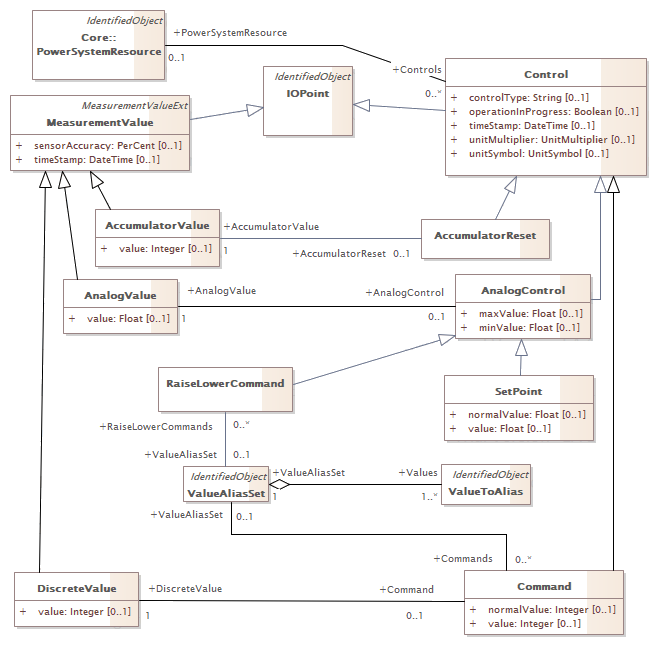 IdentifiedObject
Core::
PowerSystemResource
+PowerSystemResource
0..1
+Controls
0..*
IdentifiedObject
IOPoint
Control
+ controlType: String [0..1]
+ operationInProgress: Boolean [0..1]
+ timeStamp: DateTime [0..1]
+ unitMultiplier: UnitMultiplier [0..1]
+ unitSymbol: UnitSymbol [0..1]
MeasurementValueExt
MeasurementValue
+ sensorAccuracy: PerCent [0..1]
+ timeStamp: DateTime [0..1]
AccumulatorValue
+ value: Integer [0..1]
+AccumulatorValue
1
+AccumulatorReset 0..1
AccumulatorReset
AnalogValue
+ value: Float [0..1]
+AnalogValue
1
+AnalogControl
0..1
AnalogControl
+ maxValue: Float [0..1]
+ minValue: Float [0..1]
RaiseLowerCommand
SetPoint
+ normalValue: Float [0..1]
+ value: Float [0..1]
+RaiseLowerCommands
0..*
+ValueAliasSet
0..1
IdentifiedObject
ValueAliasSet
+ValueAliasSet
1
+Values
1..*
IdentifiedObject
ValueToAlias
+ValueAliasSet
0..1
+Commands
0..*
DiscreteValue
+ value: Integer [0..1]
+DiscreteValue
1
+Command
0..1
Command
+ normalValue: Integer [0..1]
+ value: Integer [0..1]